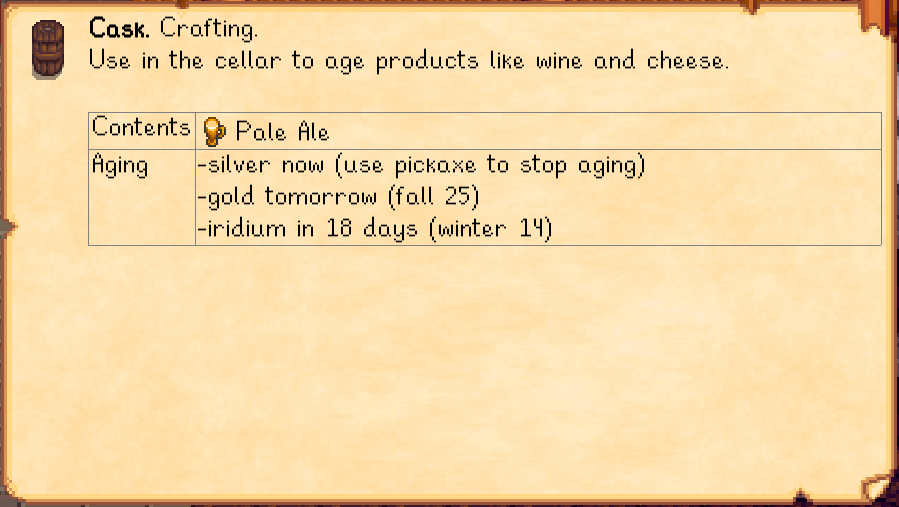 Cask. Crafting.
Use in the cellar to age products like wine and cheese.
Contents Pale Ale
Aging -silver now (use pickaxe to stop aging)
-gold tomorrow (fall 25)
-iridium in 18 days (winter 14)